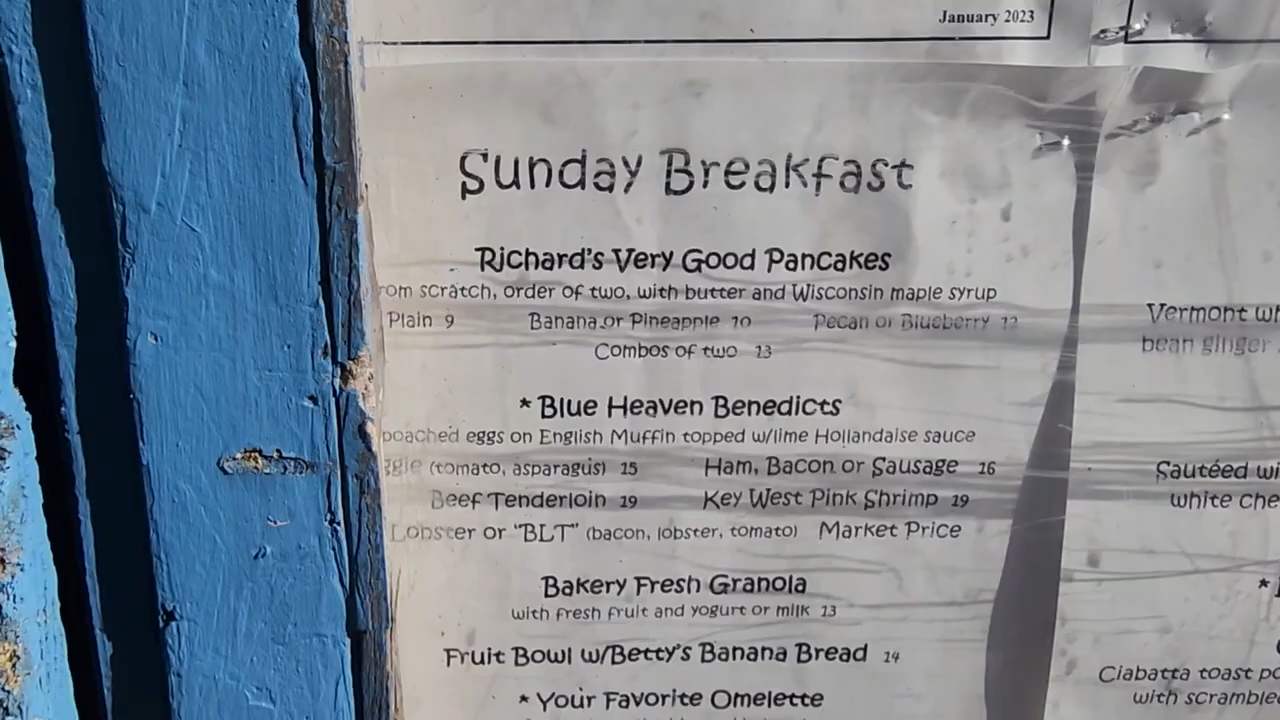 January 2023
Sunday Breakfast
Richard's Very Good Pancakes
rom scratch, order of two, with butter and Wisconsin maple syrup
Plain 9 Banana or Pineapple 10 Pecan or Blueberry 12
Combos of two 13
* Blue Heaven Benedicts
poached eggs on English Muffin topped w/lime Hollandaise sauce
ggie (tomato, asparagus) 15 Ham, Bacon or Sausage 16
Beef Tenderloin 19 Key West Pink Shrimp 19
Lobster or "BLT" (bacon, lobster, tomato) Market Price
Bakery Fresh Granola
with fresh fruit and yogurt or milk 13
Fruit Bowl w/Betty's Banana Bread 14
* Your Favorite Omelette
Vermont wh
bean ginger
Sautéed wi
white che
*
Ciabatta toast po
with scramble